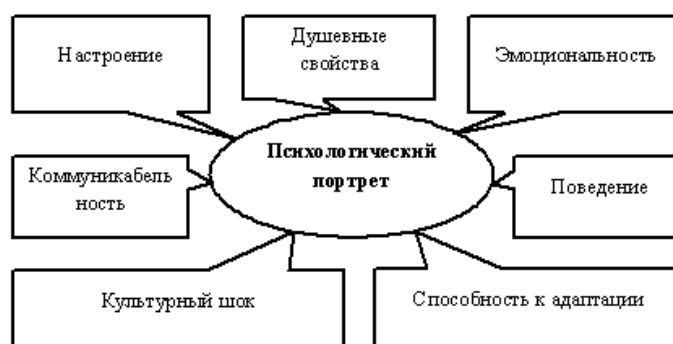 Настроение
Душевные
свойства
Эмоциональность
Психологический
портрет
Коммуникабель
ность
Поведение
Культурный шок
Способность к адаптации